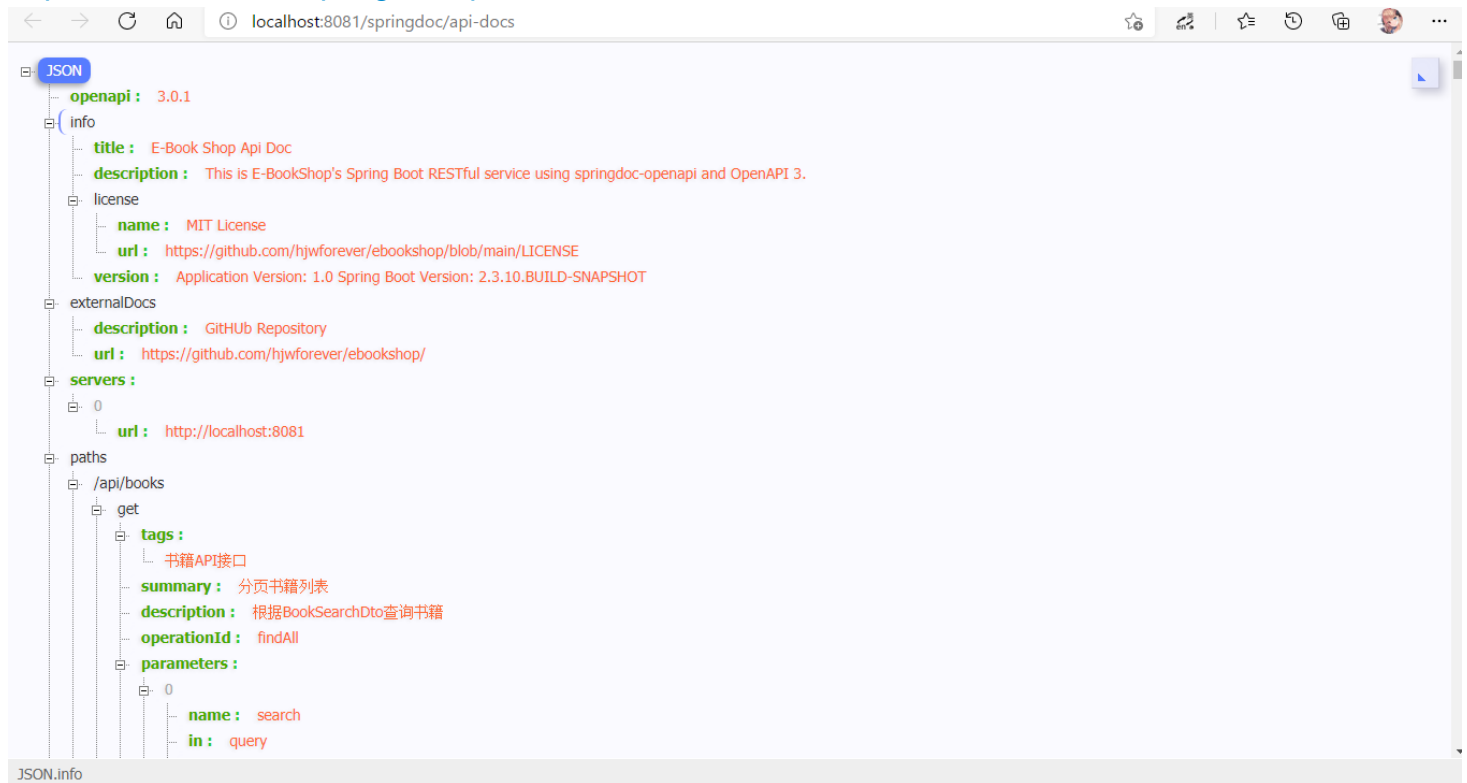 localhost:8081/springdoc/api-docs
JSON
openapi : 3.0.1
info
title : E-Book Shop Api Doc
description : This is E-BookShop's Spring Boot RESTful service using springdoc-openapi and OpenAPI 3.
license
name : MIT License
url : https://github.com/hjwforever/ebookshop/blob/main/LICENSE
version : Application Version: 1.0 Spring Boot Version: 2.3.10.BUILD-SNAPSHOT
externalDocs
description : GitHUb Repository
url : https://github.com/hjwforever/ebookshop/
servers :
0
url : http://localhost:8081
paths
/api/books
get
tags :
书籍API接口
summary : 分页书籍列表
description : 根据BookSearchDto查询书籍
operationId : findAll
parameters :
0
name : search
in : query
JSON.info